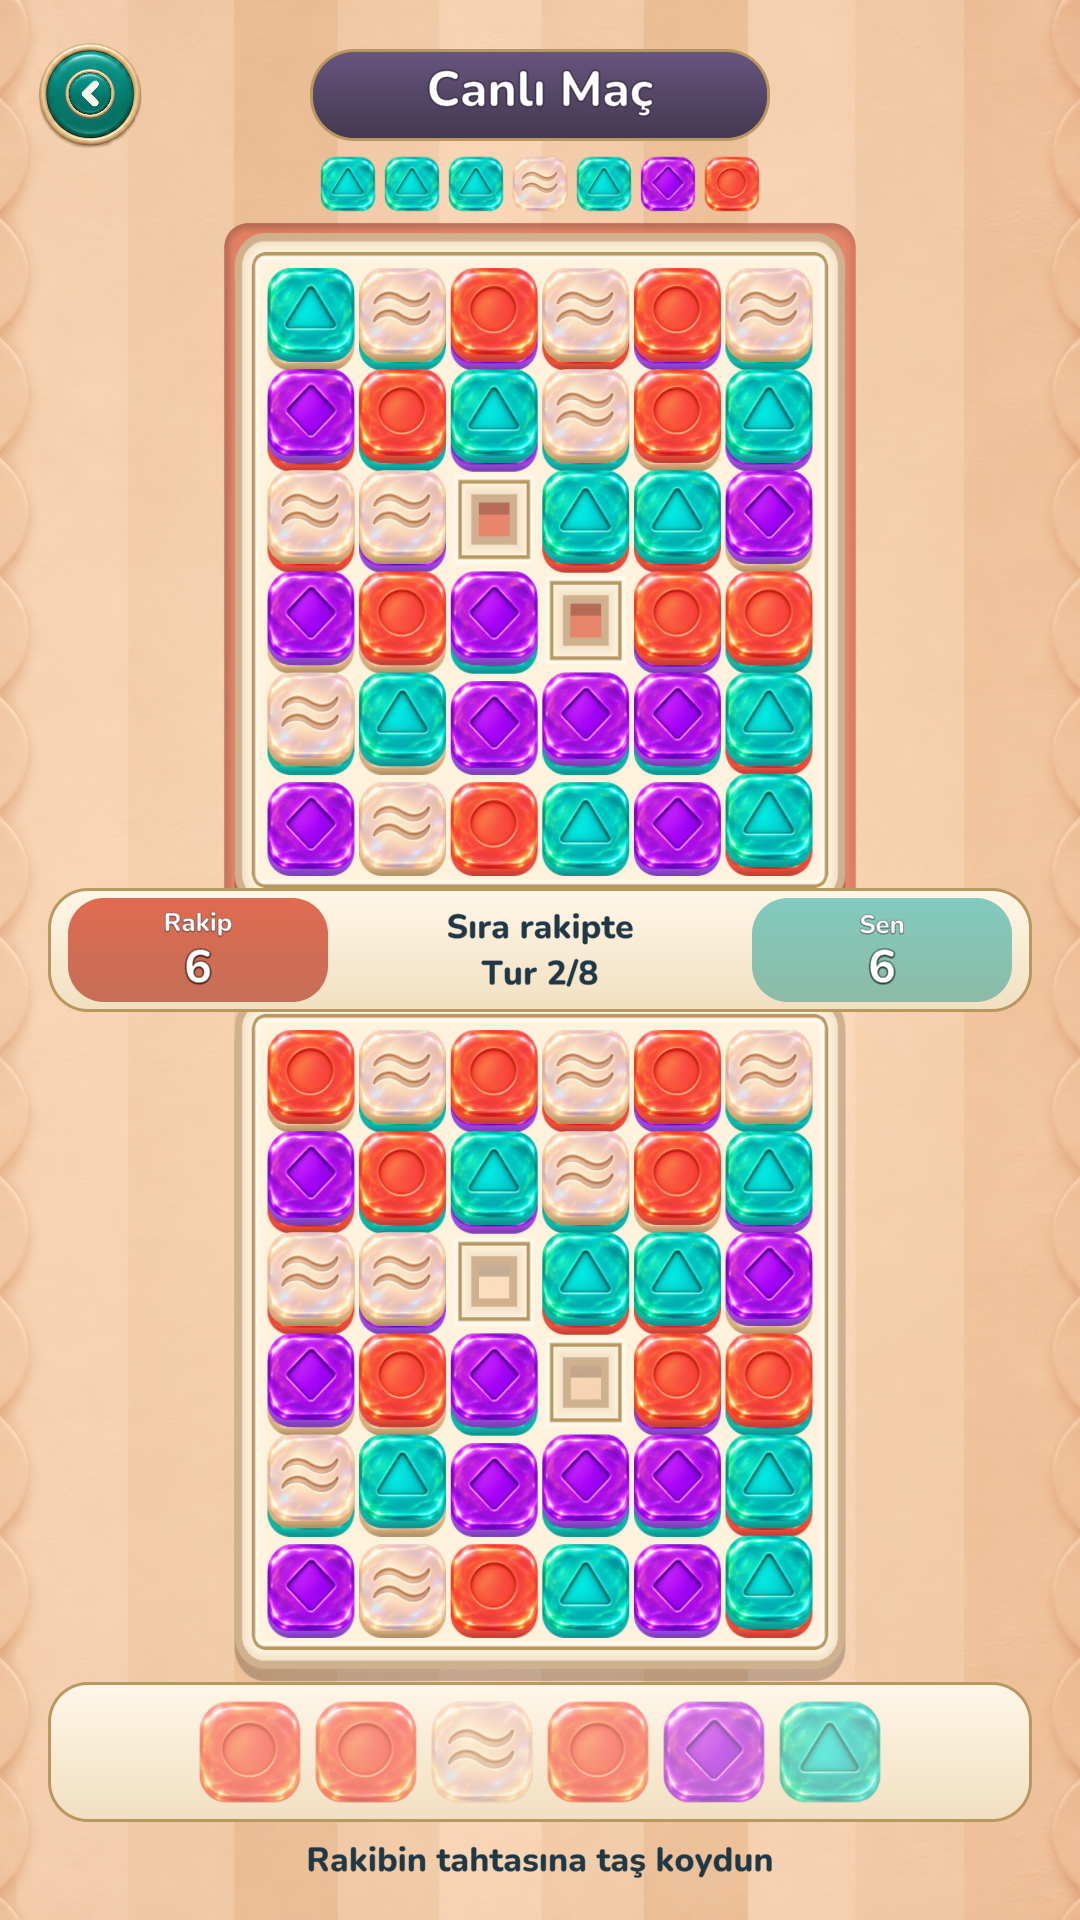 Canlı Maç
Rakip
6
Sıra rakipte
Tur 2/8
Sen
6
Rakibin tahtasına taş koydun